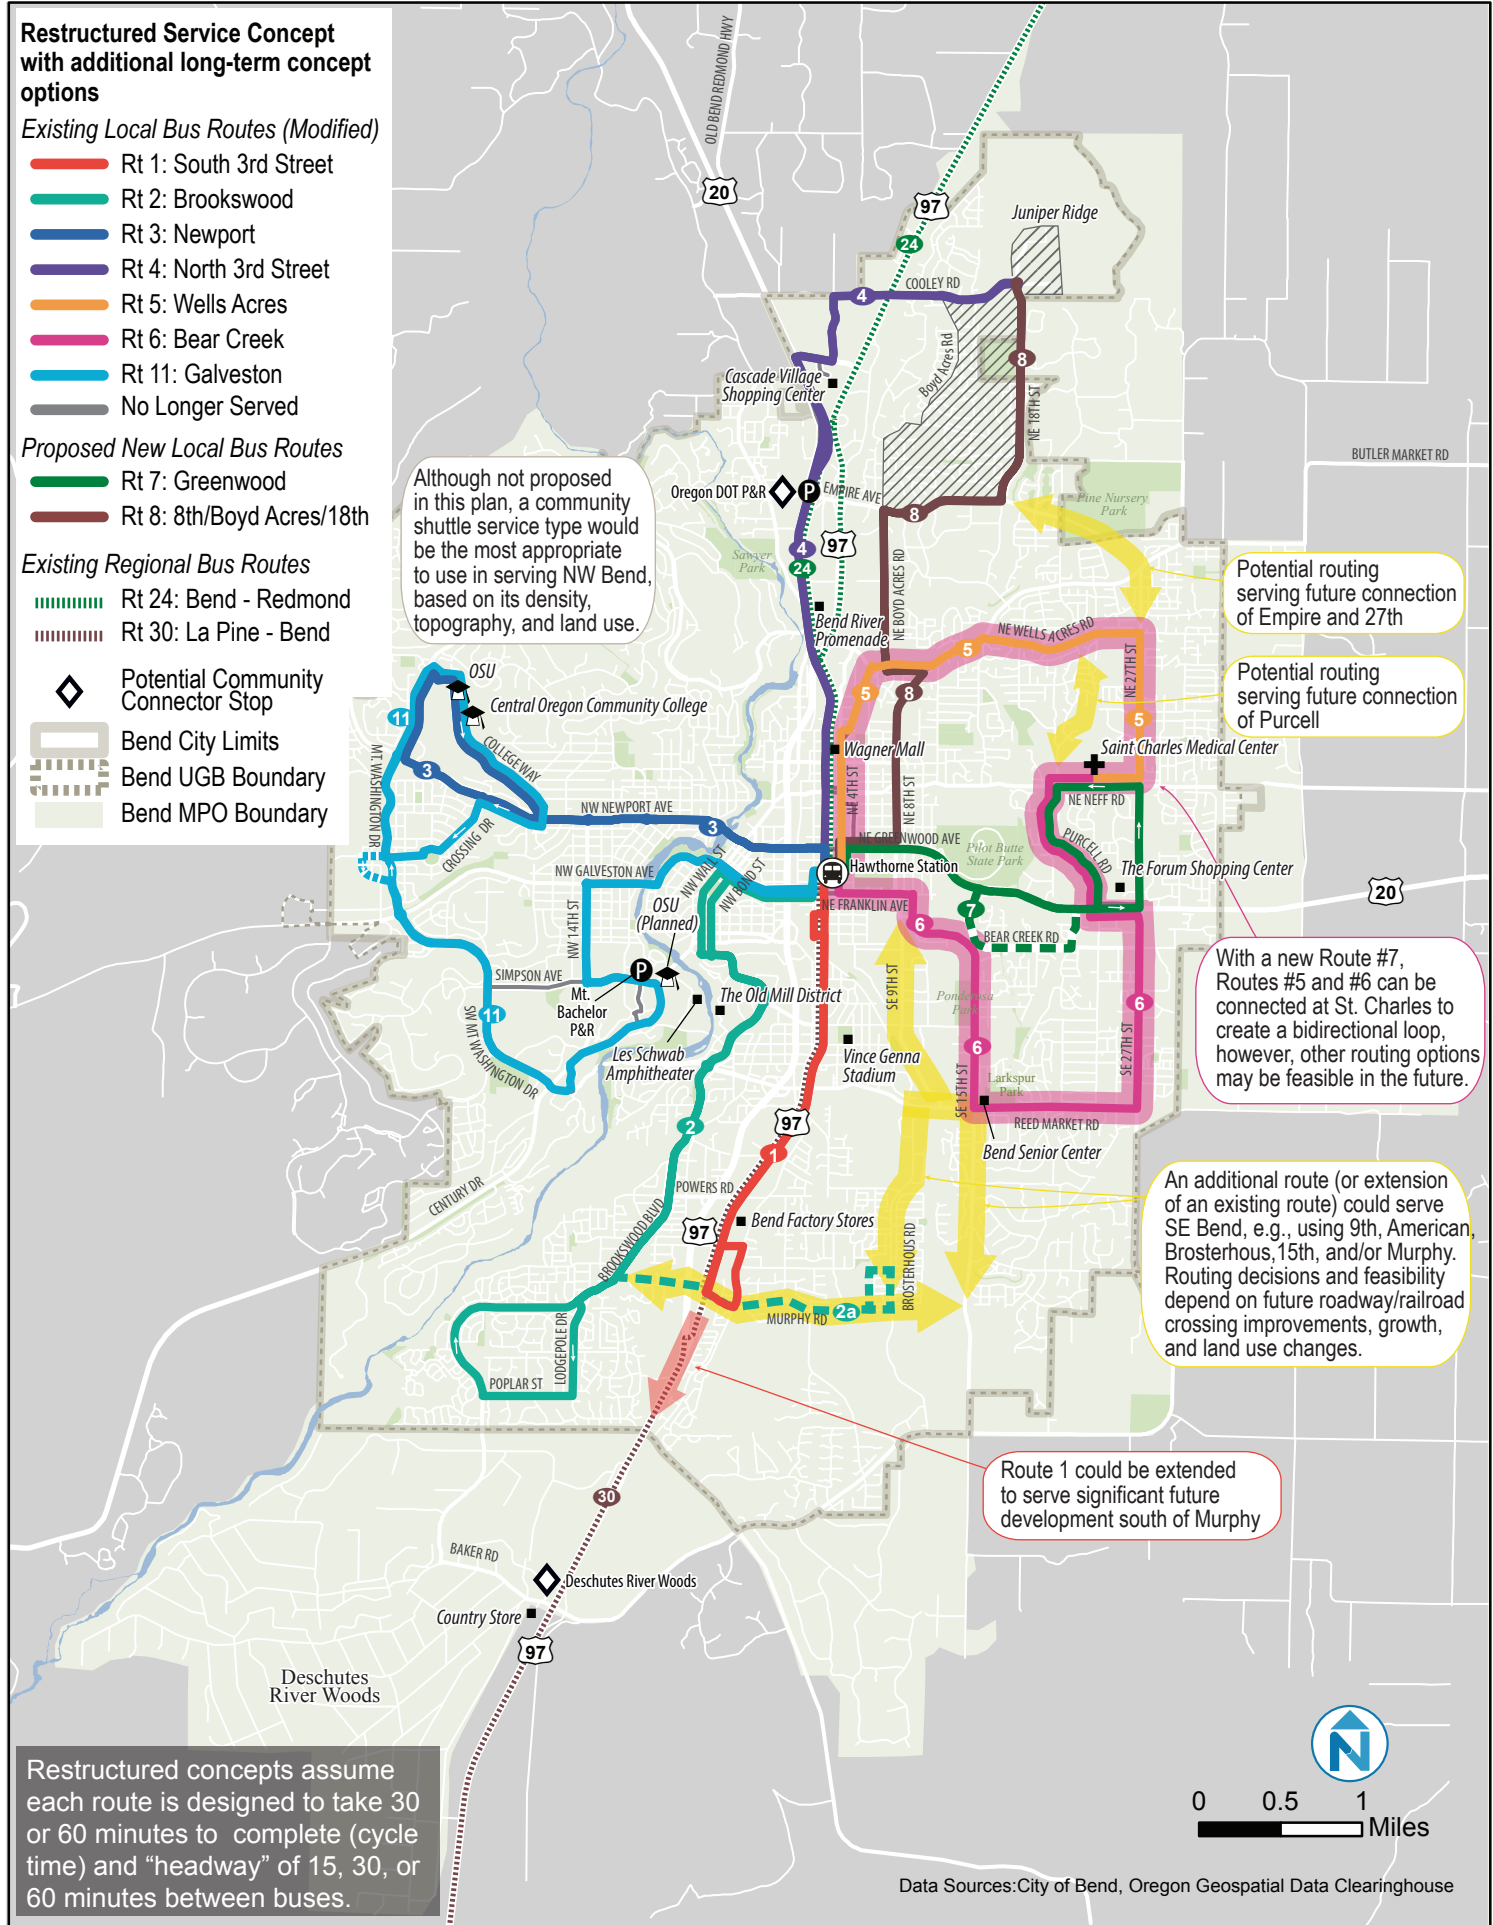 Restructured Service Concept
with additional long-term concept
options
Existing Local Bus Routes (Modified)
Rt 1: South 3rd Street
Rt 2: Brookswood
Rt 3: Newport
Rt 4: North 3rd Street
Rt 5: Wells Acres
Rt 6: Bear Creek
Rt 11: Galveston
No Longer Served
Proposed New Local Bus Routes
Rt 7: Greenwood
Rt 8: 8th/Boyd Acres/18th
Existing Regional Bus Routes
Rt 24: Bend - Redmond
Rt 30: La Pine - Bend
Potential Community
Connector Stop
Bend City Limits
Bend UGB Boundary
Bend MPO Boundary
OLD BEND REDMOND HWY
20
97
24
Juniper Ridge
COOLEY RD
4
Boyd Acres Rd
8
NE 18TH ST
Cascade Village
Shopping Center
BUTLER MARKET RD
Although not proposed
in this plan, a community
shuttle service type would
be the most appropriate
to use in serving NW Bend,
based on its density,
topography, and land use.
Oregon DOT P&R
P
EMPIRE AVE
8
Pine Nursery
Park
4
97
24
Sawyer
Park
NE BOYD ACRES RD
Potential routing
serving future connection
of Empire and 27th
Bend River
Promenade
NE WELLS ACRES RD
5
NE 27TH ST
Potential routing
serving future connection
of Purcell
OSU
Central Oregon Community College
11
COLLEGE WAY
3
MT. WASHINGTON DR
5
8
5
Wagner Mall
Saint Charles Medical Center
NE 4TH ST
NE 8TH ST
NE NEFF RD
NW NEWPORT AVE
3
CROSSING DR
NE GREENWOOD AVE
Pilot Butte
State Park
PURCELL RD
The Forum Shopping Center
NW GALVESTON AVE
NW WALL ST
NW BOND ST
Hawthorne Station
20
NW 14TH ST
OSU
(Planned)
NE FRANKLIN AVE
6
7
BEAR CREEK RD
With a new Route #7,
Routes #5 and #6 can be
connected at St. Charles to
create a bidirectional loop,
however, other routing options
may be feasible in the future.
SIMPSON AVE
P
Mt.
Bachelor
P&R
The Old Mill District
SE 9TH ST
Ponderosa
Park
6
SE 27TH ST
11
SW MT WASHINGTON DR
Les Schwab
Amphitheater
Vince Genna
Stadium
6
SE 15TH ST
Larkspur
Park
REED MARKET RD
97
2
1
Bend Senior Center
CENTURY DR
POWERS RD
An additional route (or extension
of an existing route) could serve
SE Bend, e.g., using 9th, American,
Brosterhous,15th, and/or Murphy.
Routing decisions and feasibility
depend on future roadway/railroad
crossing improvements, growth,
and land use changes.
BROOKSWOOD BLVD
97
Bend Factory Stores
BROSTERHOUS RD
2a
MURPHY RD
LODGEPOLE DR
POPLAR ST
Route 1 could be extended
to serve significant future
development south of Murphy
30
BAKER RD
Deschutes River Woods
Country Store
97
Deschutes
River Woods
Restructured concepts assume
each route is designed to take 30
or 60 minutes to complete (cycle
time) and “headway” of 15, 30, or
60 minutes between buses.
N
0 0.5 1
Miles
Data Sources:City of Bend, Oregon Geospatial Data Clearinghouse